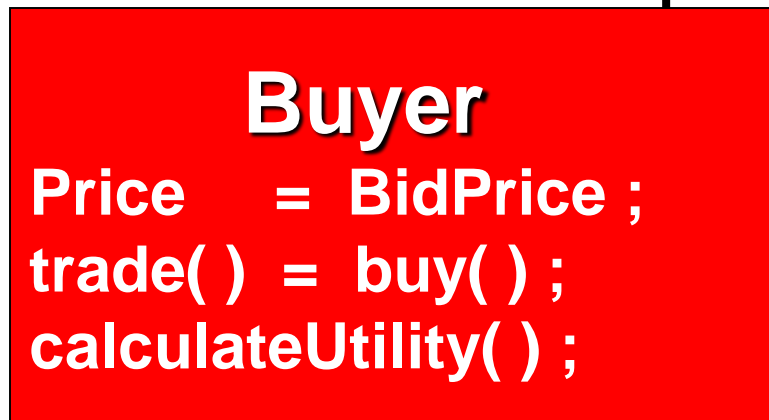 Buyer
Price = BidPrice ;
trade( ) = buy( ) ;
calculateUtility( ) ;